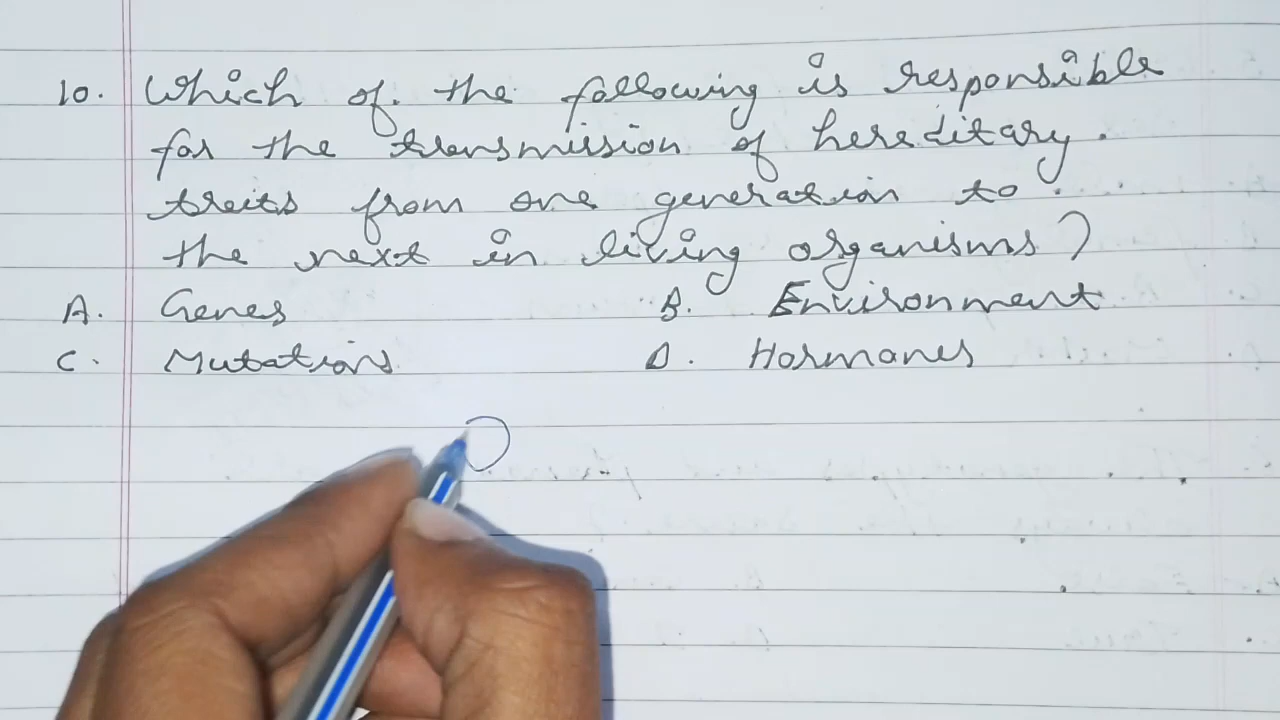 10. Which of the following is responsible
for the transmission of hereditary
traits from one generation to
the next in living organisms?
A. Genes B. Environment
C. Mutations D. Hormones